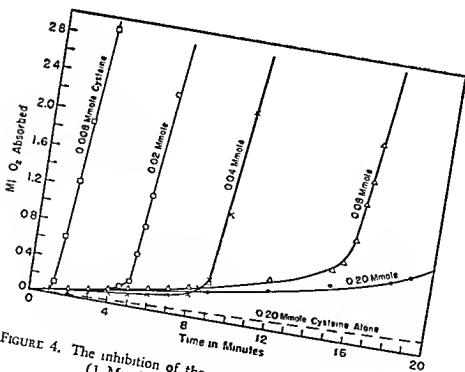 2.8
2.4
2.0
1.6
1.2
0.8
0.4
0
Ml O₂ Absorbed
0.008 Mmole Cysteine
0.02 Mmole
0.04 Mmole
0.08 Mmole
0.20 Mmole
0.20 Mmole Cysteine Alone
0 4 8 12 16 20
Time in Minutes
FIGURE 4. The inhibition of the